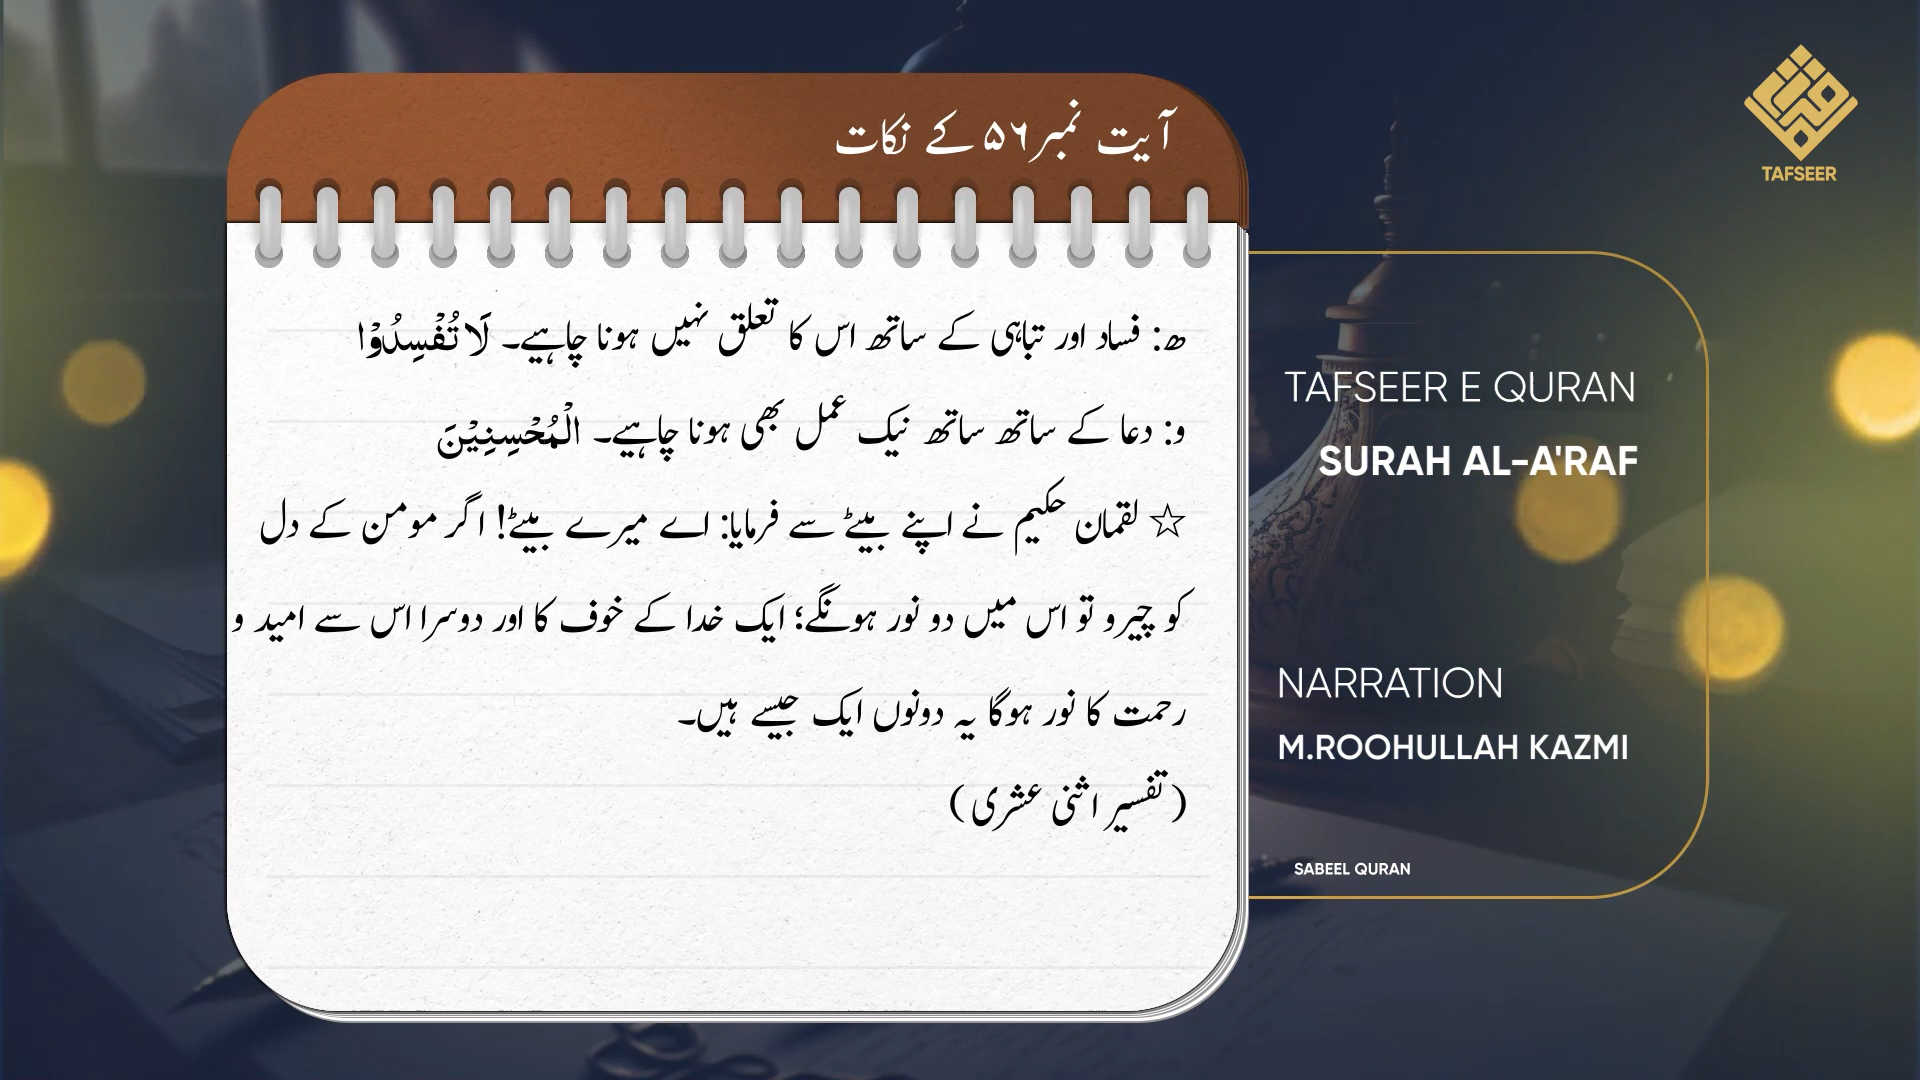 آیت نمبر۵۶ کے نکات
ھ: فساد اور تباہی کے ساتھ اس کا تعلق نہیں ہونا چاہیے۔ لَا تُفْسِدُوْا
و: دعا کے ساتھ ساتھ نیک عمل بھی ہونا چاہیے۔ الْمُحْسِنِیْنَ
☆ لقمان حکیم نے اپنے بیٹے سے فرمایا: اے میرے بیٹے! اگر مومن کے دل
کو چیرو تو اس میں دو نور ہونگے؛ ایک خدا کے خوف کا اور دوسرا اس سے امید و
رحمت کا نور ہوگا یہ دونوں ایک جیسے ہیں۔
(تفسیر اثنی عشری)
TAFSEER
TAFSEER E QURAN
SURAH AL-A'RAF
NARRATION
M.ROOHULLAH KAZMI
SABEEL QURAN